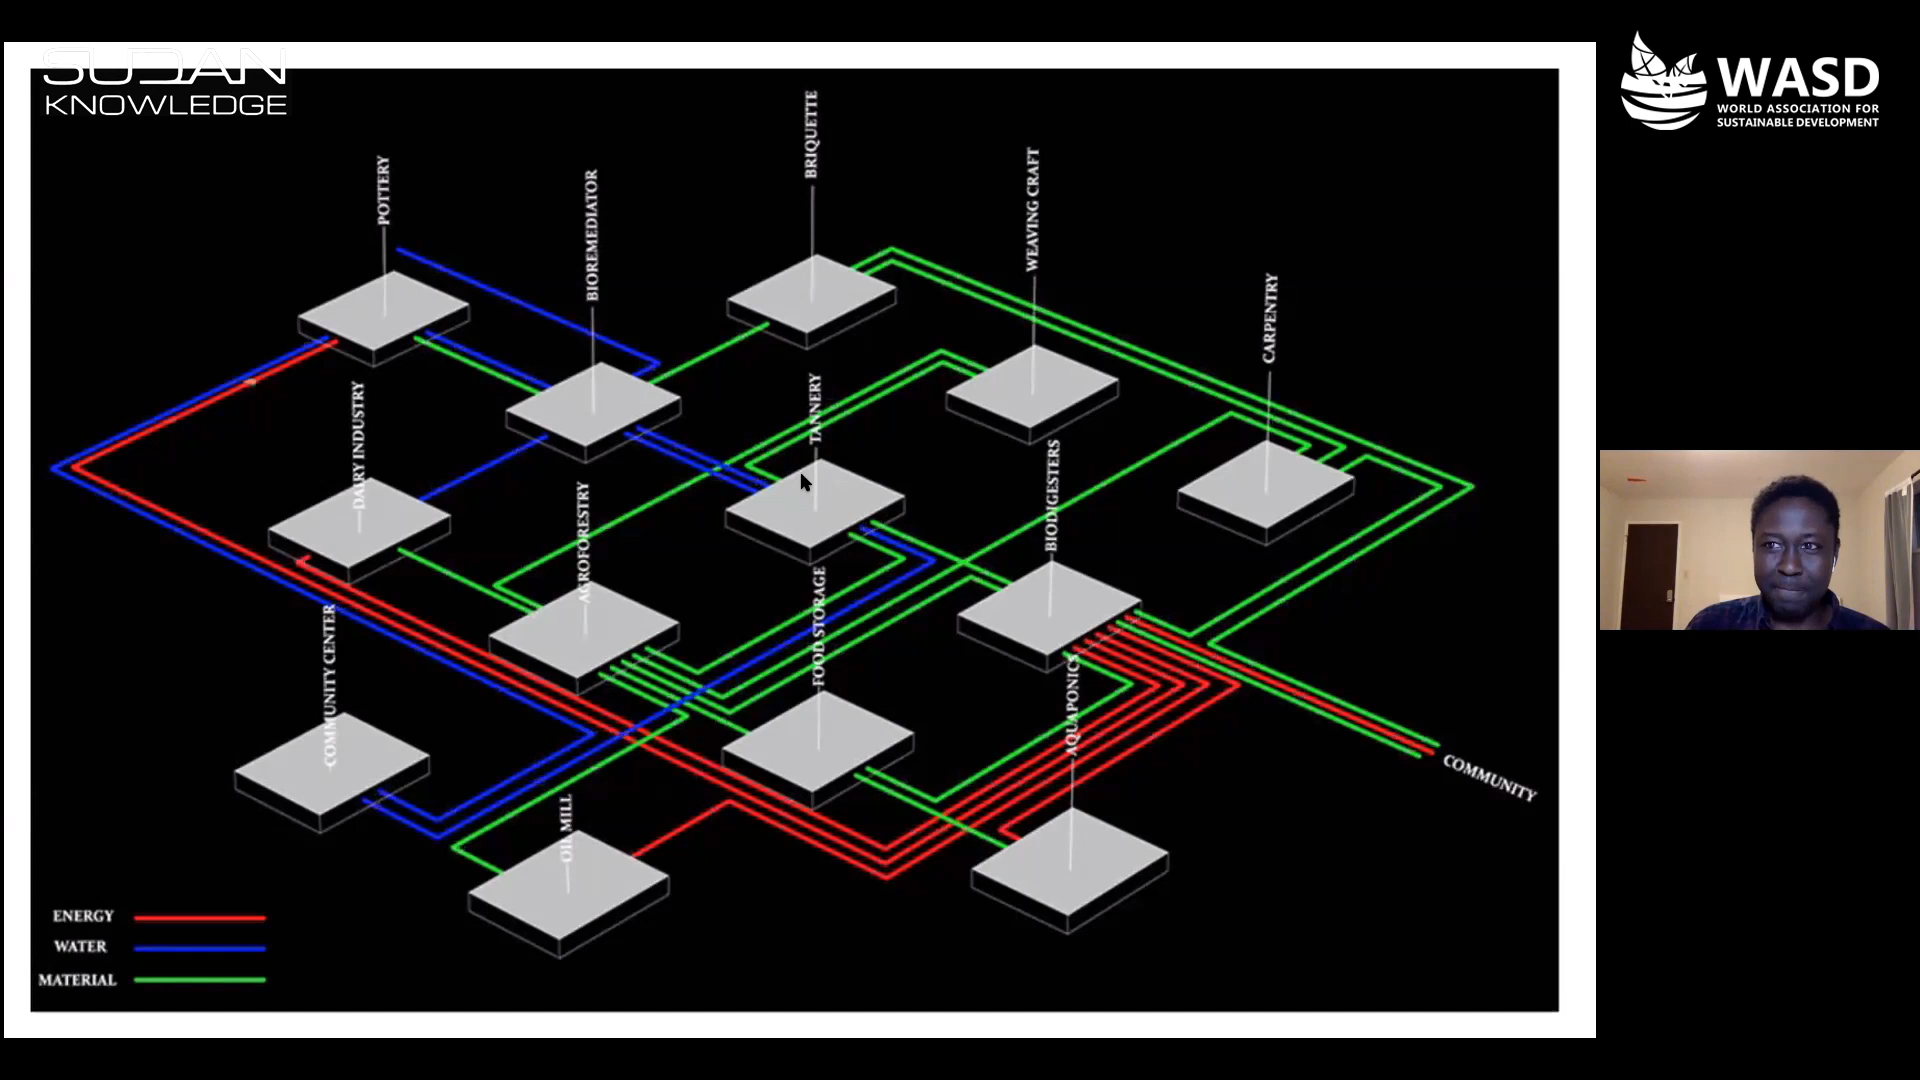 SUDAN
KNOWLEDGE
WASD
WORLD ASSOCIATION FOR
SUSTAINABLE DEVELOPMENT
POTTERY
BIOREMEDIATOR
BRIQUETTE
WEAVING CRAFT
CARPENTRY
DAIRY INDUSTRY
TANNERY
AGROFORESTRY
BIODIGESTERS
COMMUNITY CENTER
FOOD STORAGE
AQUAPONICS
OIL MILL
COMMUNITY
ENERGY
WATER
MATERIAL